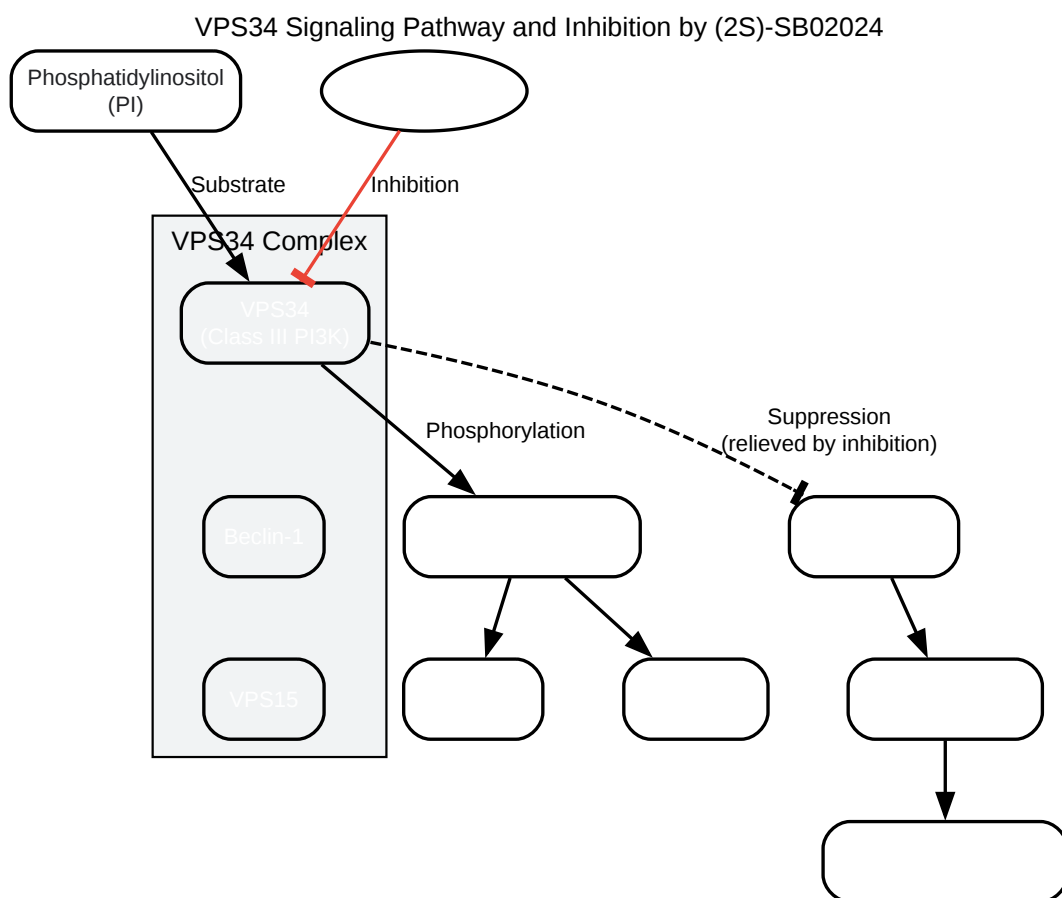 VPS34 Signaling Pathway and Inhibition by (2S)-SB02024
Phosphatidylinositol
(PI)
Substrate
Inhibition
VPS34 Complex
VPS34
(Class III PI3K)
Phosphorylation
Suppression
(relieved by inhibition)
Beclin-1
VPS15